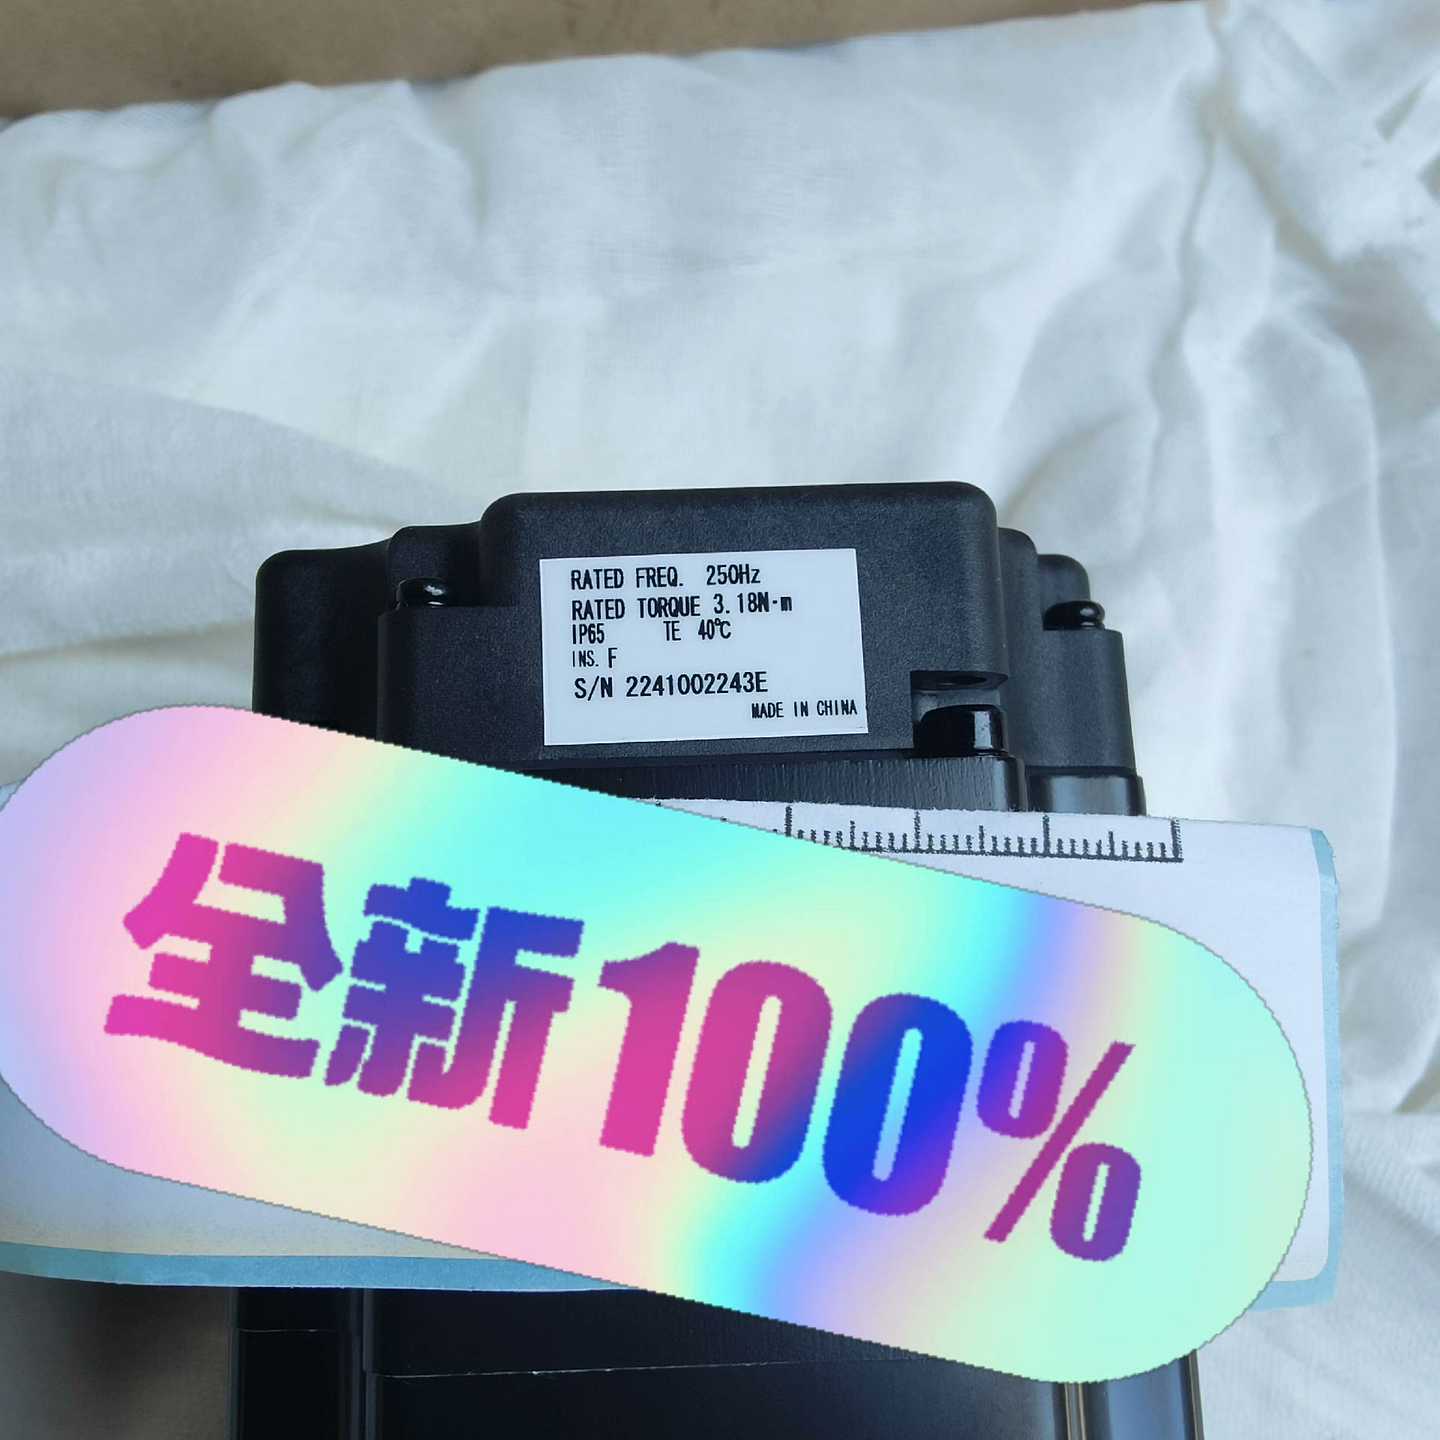 RATED FREQ. 250Hz
RATED TORQUE 3.18N·m
IP65 TE 40℃
INS. F
S/N 2241002243E
MADE IN CHINA
全新100%